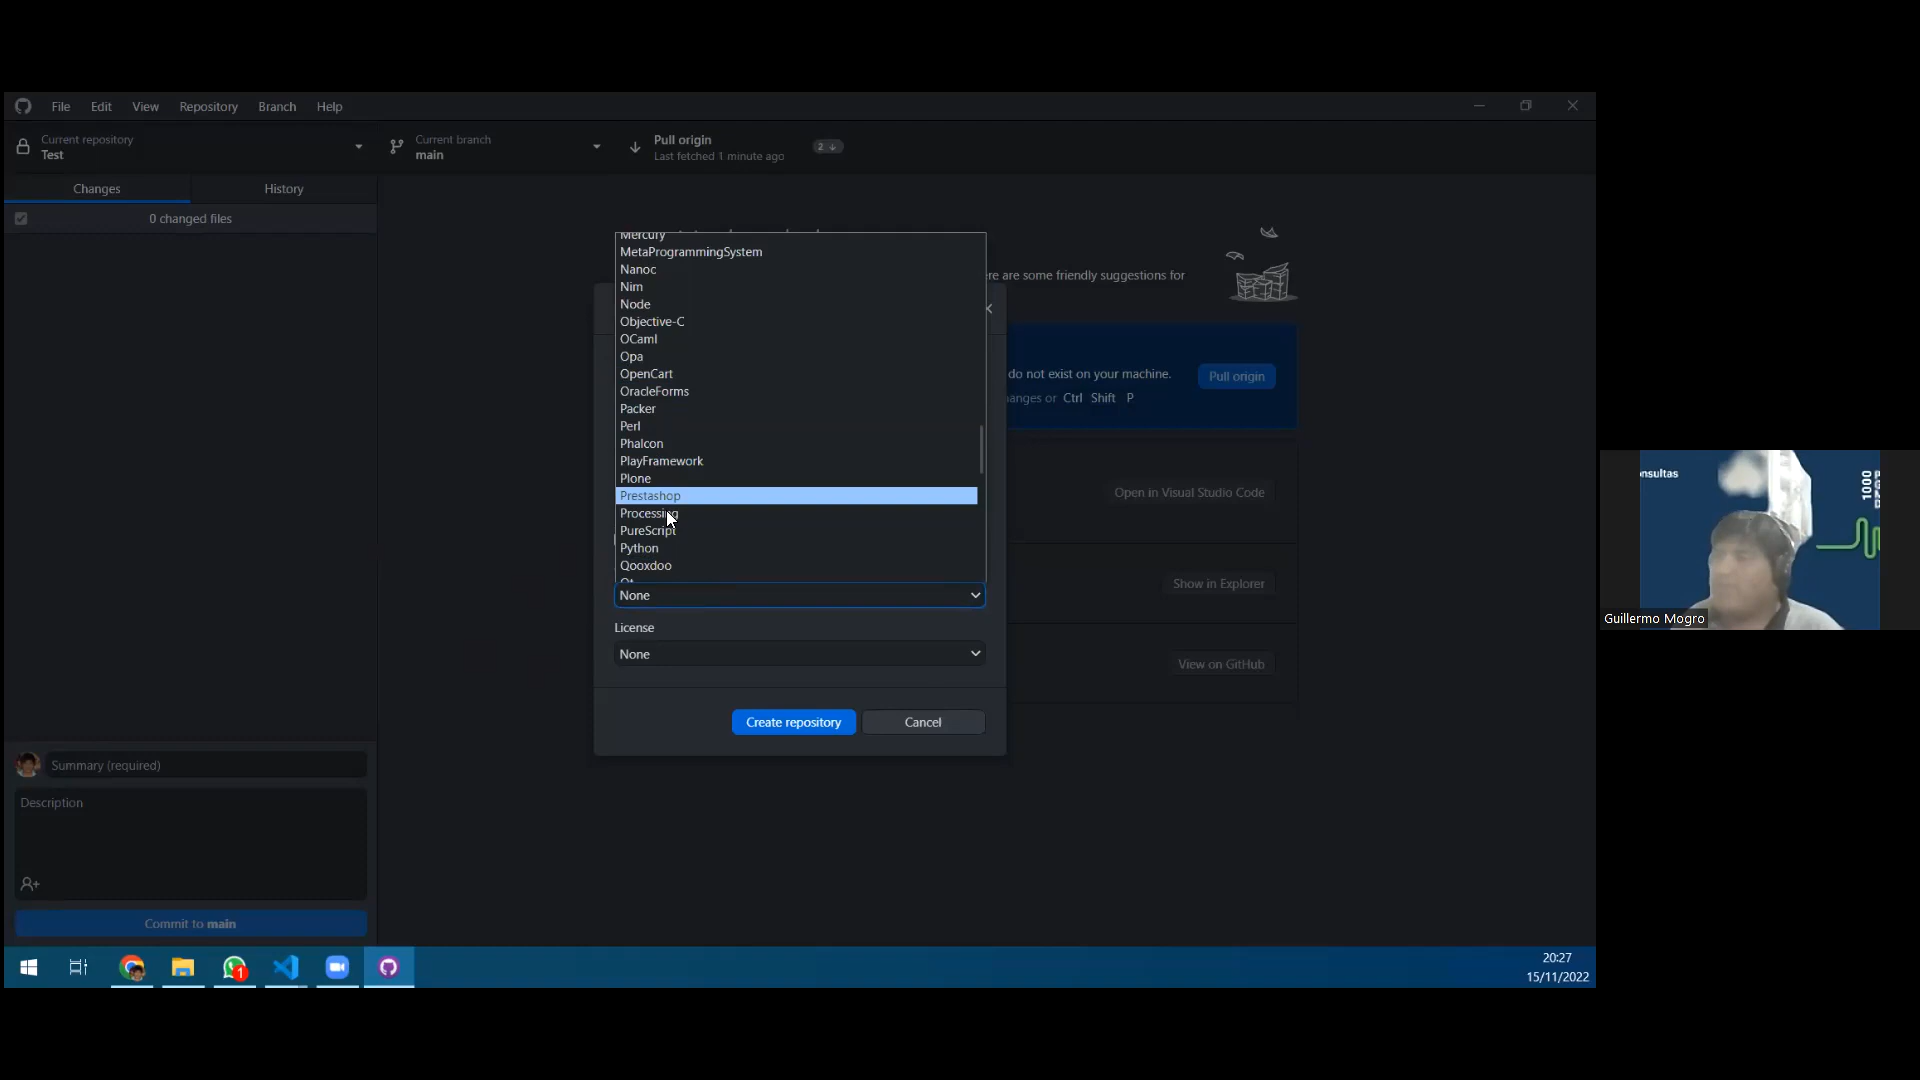 File Edit View Repository Branch Help
Current repository
Test
Current branch
main
Pull origin
Last fetched 1 minute ago
2
Changes
History
0 changed files
Mercury
MetaProgrammingSystem
Nanoc
Nim
Node
Objective-C
OCaml
Opa
OpenCart
OracleForms
Packer
Perl
Phalcon
PlayFramework
Plone
Prestashop
Processing
PureScript
Python
Qooxdoo
None
License
None
Create repository
Cancel
ere are some friendly suggestions for
do not exist on your machine.
Pull origin
anges or Ctrl Shift P
Open in Visual Studio Code
Show in Explorer
View on GitHub
Summary (required)
Description
Commit to main
1
20:27
15/11/2022
nsultas
1000
Guillermo Mogro